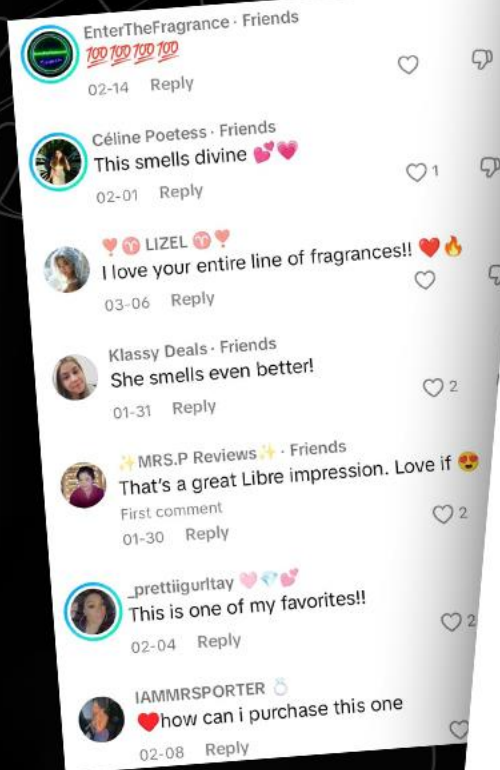 EnterTheFragrance · Friends
💯💯💯💯
02-14 Reply
Céline Poetess · Friends
This smells divine 💕💗
02-01 Reply 1
❣️♈ LIZEL ♈❣️
I love your entire line of fragrances!! ❤️🔥
03-06 Reply
Klassy Deals · Friends
She smells even better!
01-31 Reply 2
✨MRS.P Reviews✨ · Friends
That's a great Libre impression. Love if 😍
First comment
01-30 Reply 2
_prettiigurltay 🩷💎💕
This is one of my favorites!!
02-04 Reply 2
IAMMRSPORTER 💍
♥️how can i purchase this one
02-08 Reply